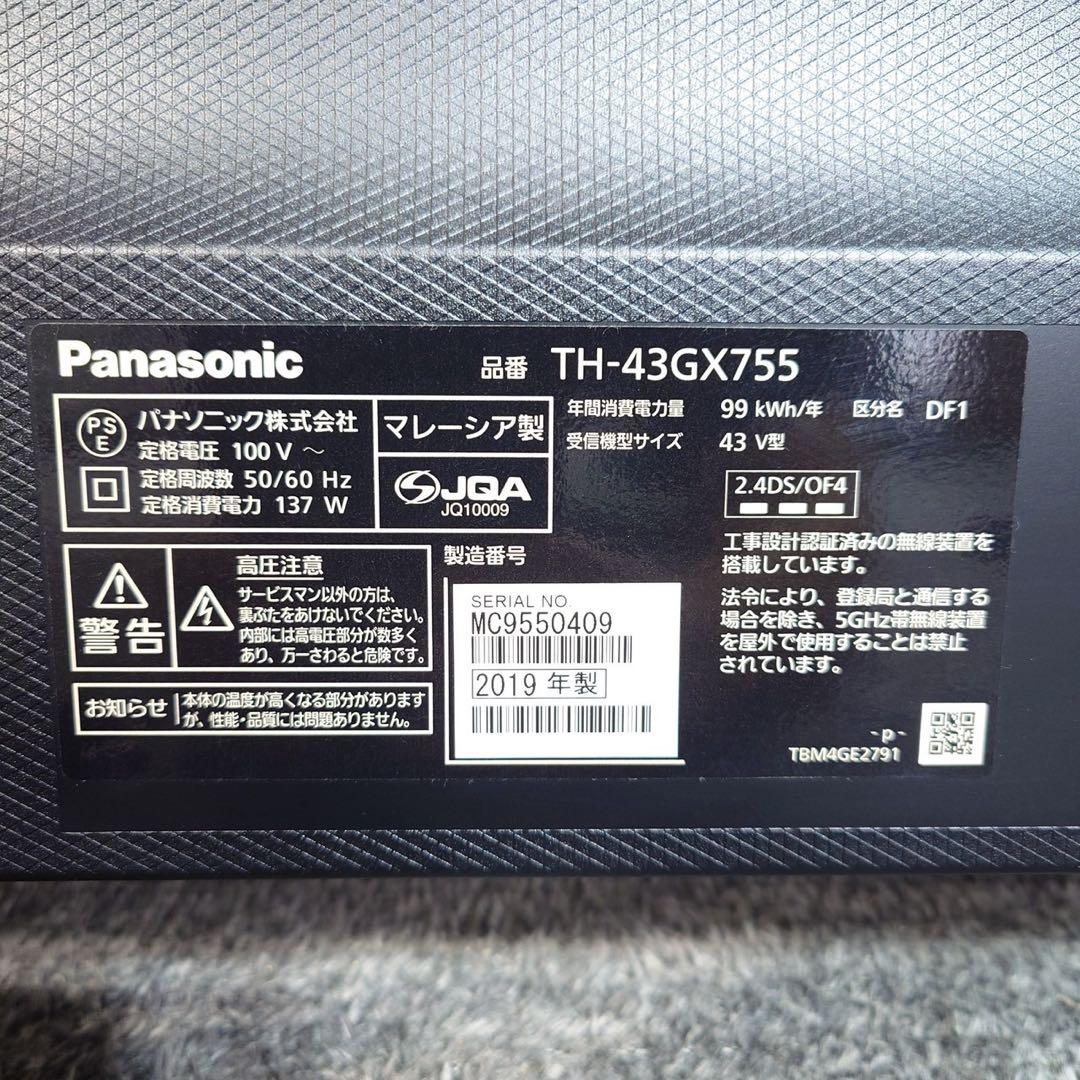 Panasonic
品番 TH-43GX755
PS
E
パナソニック株式会社
定格電圧 100 V ～
定格周波数 50/60 Hz
定格消費電力 137 W
マレーシア製
JQA
JQ10009
年間消費電力量 99 kWh/年 区分名 DF1
受信機型サイズ 43 V型
2.4DS/OF4
工事設計認証済みの無線装置を
搭載しています。
法令により、登録局と通信する
場合を除き、5GHz帯無線装置
を屋外で使用することは禁止
されています。
警告
高圧注意
サービスマン以外の方は、
裏ぶたをあけないでください。
内部には高電圧部分が数多く
あり、万一さわると危険です。
お知らせ
本体の温度が高くなる部分があります
が、性能・品質には問題ありません。
製造番号
SERIAL NO.
MC9550409
2019 年製
-p-
TBM4GE2791